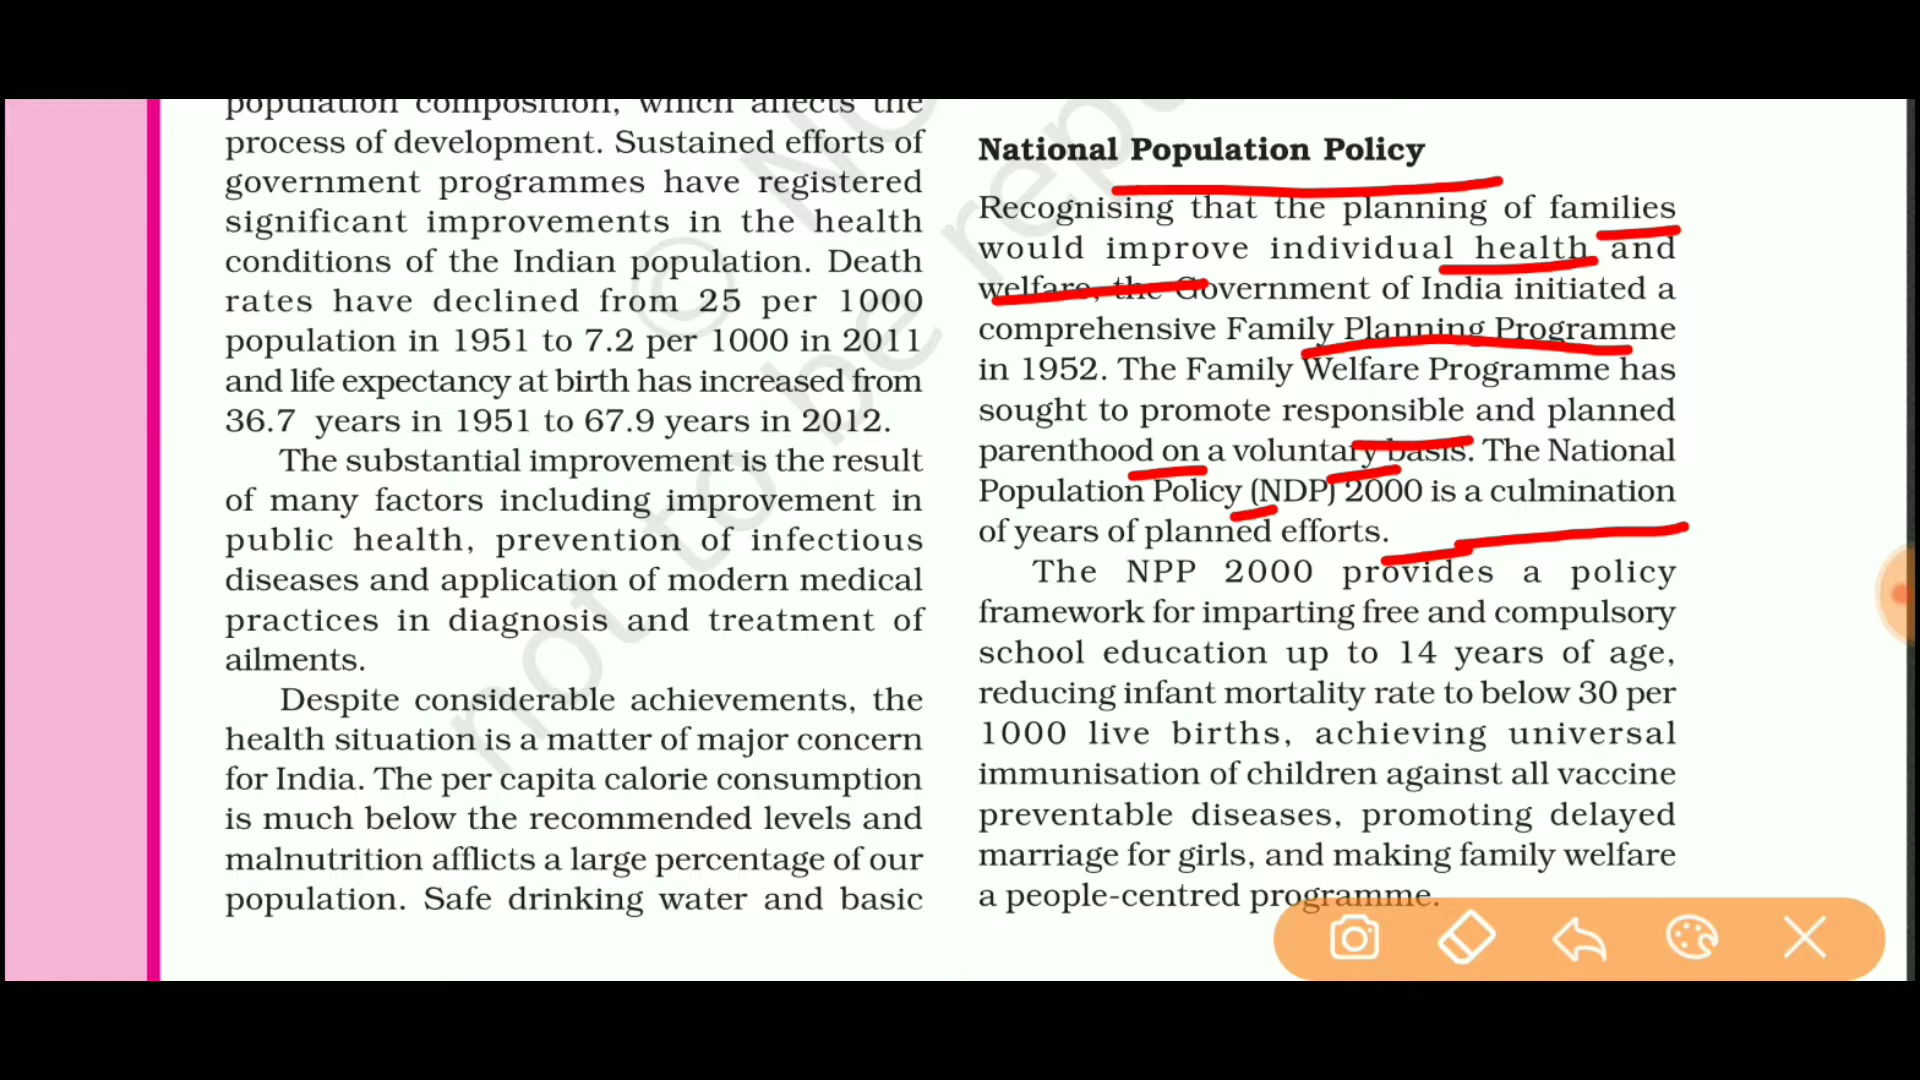 population composition, which affects the
process of development. Sustained efforts of
government programmes have registered
significant improvements in the health
conditions of the Indian population. Death
rates have declined from 25 per 1000
population in 1951 to 7.2 per 1000 in 2011
and life expectancy at birth has increased from
36.7 years in 1951 to 67.9 years in 2012.
The substantial improvement is the result
of many factors including improvement in
public health, prevention of infectious
diseases and application of modern medical
practices in diagnosis and treatment of
ailments.
Despite considerable achievements, the
health situation is a matter of major concern
for India. The per capita calorie consumption
is much below the recommended levels and
malnutrition afflicts a large percentage of our
population. Safe drinking water and basic
National Population Policy
Recognising that the planning of families
would improve individual health and
welfare, the Government of India initiated a
comprehensive Family Planning Programme
in 1952. The Family Welfare Programme has
sought to promote responsible and planned
parenthood on a voluntary basis. The National
Population Policy (NDP) 2000 is a culmination
of years of planned efforts.
The NPP 2000 provides a policy
framework for imparting free and compulsory
school education up to 14 years of age,
reducing infant mortality rate to below 30 per
1000 live births, achieving universal
immunisation of children against all vaccine
preventable diseases, promoting delayed
marriage for girls, and making family welfare
a people-centred programme.
©
not to be